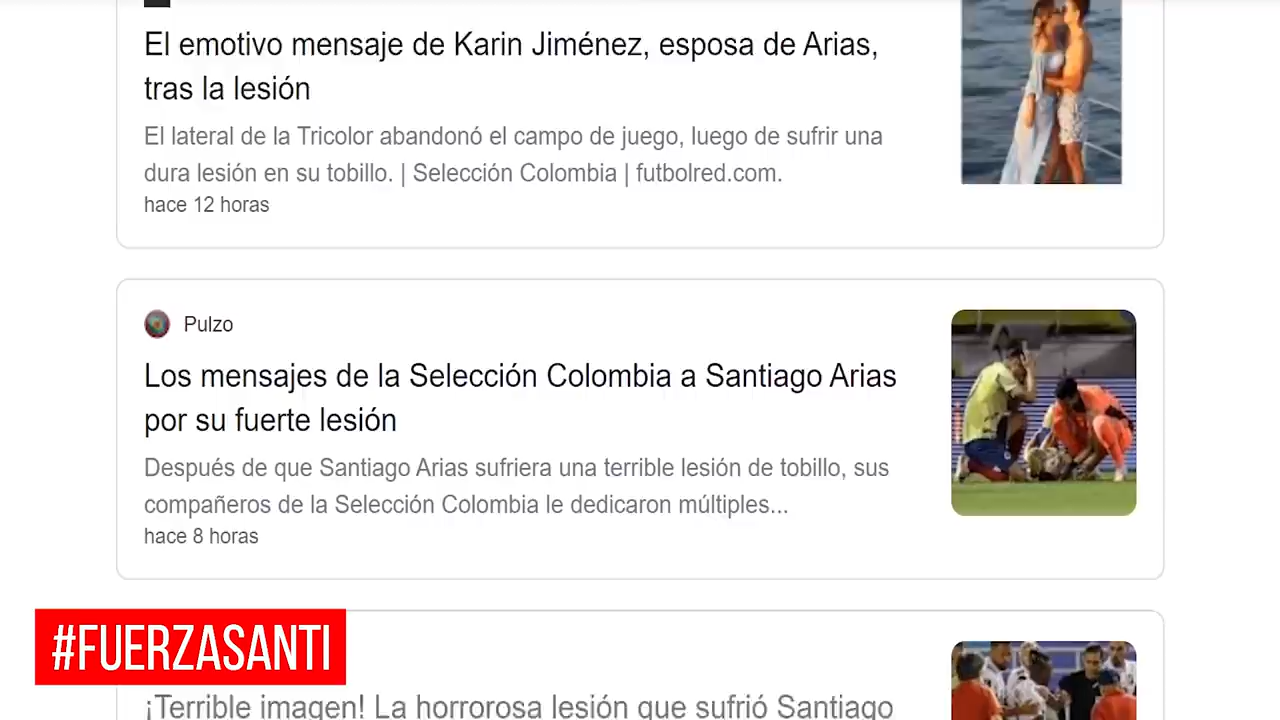 El emotivo mensaje de Karin Jiménez, esposa de Arias,
tras la lesión
El lateral de la Tricolor abandonó el campo de juego, luego de sufrir una
dura lesión en su tobillo. | Selección Colombia | futbolred.com.
hace 12 horas
Pulzo
Los mensajes de la Selección Colombia a Santiago Arias
por su fuerte lesión
Después de que Santiago Arias sufriera una terrible lesión de tobillo, sus
compañeros de la Selección Colombia le dedicaron múltiples...
hace 8 horas
#FUERZASANTI
¡Terrible imagen! La horrorosa lesión que sufrió Santiago